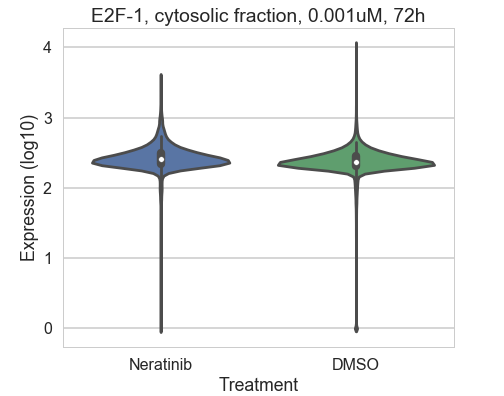 E2F-1, cytosolic fraction, 0.001uM, 72h
4
3
2
1
0
Expression (log10)
Neratinib
DMSO
Treatment